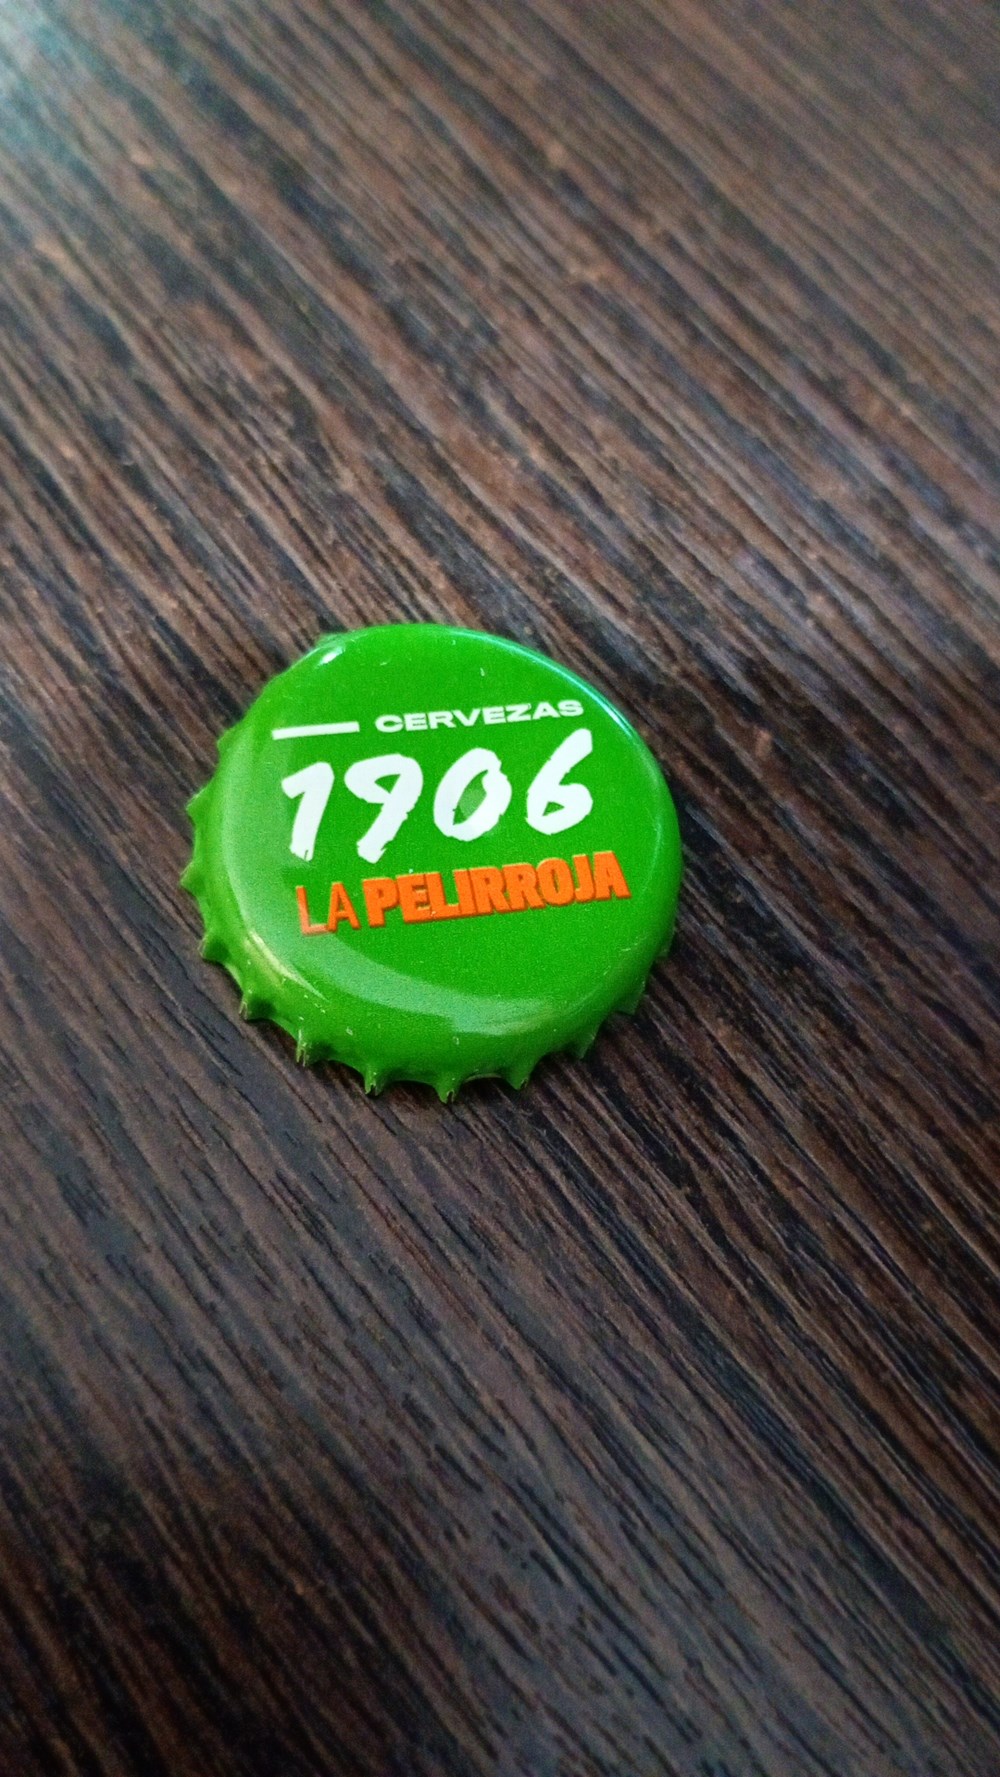 CERVEZAS
1906
LA PELIRROJA